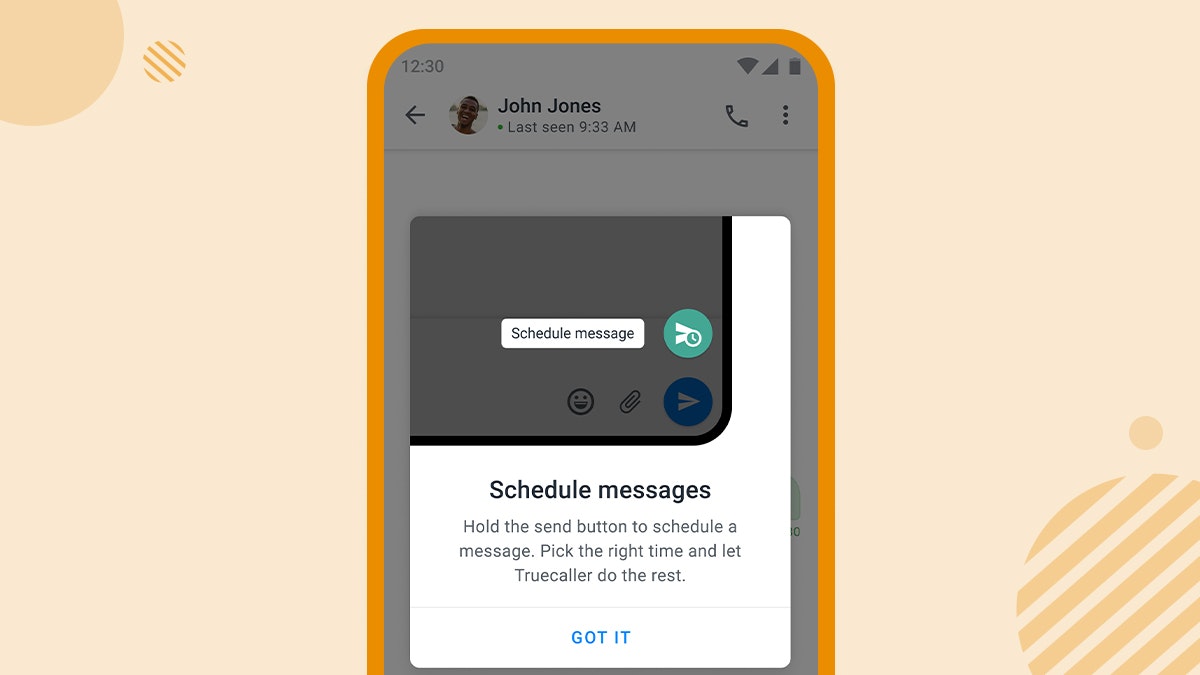 12:30
John Jones
Last seen 9:33 AM
Schedule message
Schedule messages
Hold the send button to schedule a
message. Pick the right time and let
Truecaller do the rest.
GOT IT